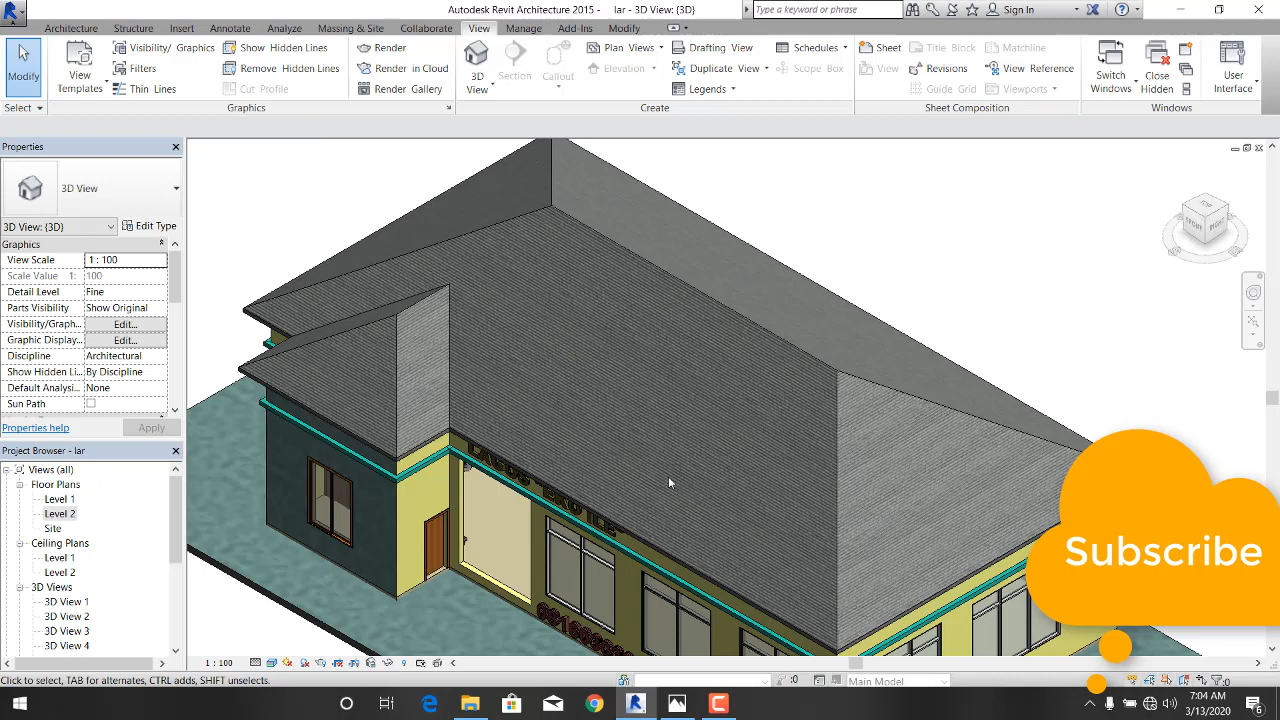 Autodesk Revit Architecture 2015 - lar - 3D View: {3D}
Type a keyword or phrase
Sign In
Architecture Structure Insert Annotate Analyze Massing & Site Collaborate View Manage Add-Ins Modify
Modify
Select
View Templates
Visibility/ Graphics
Filters
Thin Lines
Show Hidden Lines
Remove Hidden Lines
Cut Profile
Graphics
Render
Render in Cloud
Render Gallery
3D View
Section
Callout
Plan Views
Elevation
Drafting View
Duplicate View
Legends
Schedules
Scope Box
Create
Sheet
View
Title Block
Revisions
Guide Grid
Matchline
View Reference
Viewports
Sheet Composition
Switch Windows
Close Hidden
User Interface
Windows
Properties
3D View
3D View: {3D}
Edit Type
Graphics
View Scale 1 : 100
Scale Value 1: 100
Detail Level Fine
Parts Visibility Show Original
Visibility/Graph... Edit...
Graphic Display... Edit...
Discipline Architectural
Show Hidden Li... By Discipline
Default Analysi... None
Sun Path
Properties help
Apply
Project Browser - lar
Views (all)
Floor Plans
Level 1
Level 2
Site
Ceiling Plans
Level 1
Level 2
3D Views
3D View 1
3D View 2
3D View 3
3D View 4
TOP
FRONT
RIGHT
Subscribe
1 : 100
Click to select, TAB for alternates, CTRL adds, SHIFT unselects.
:0
Main Model
:0
7:04 AM
3/13/2020